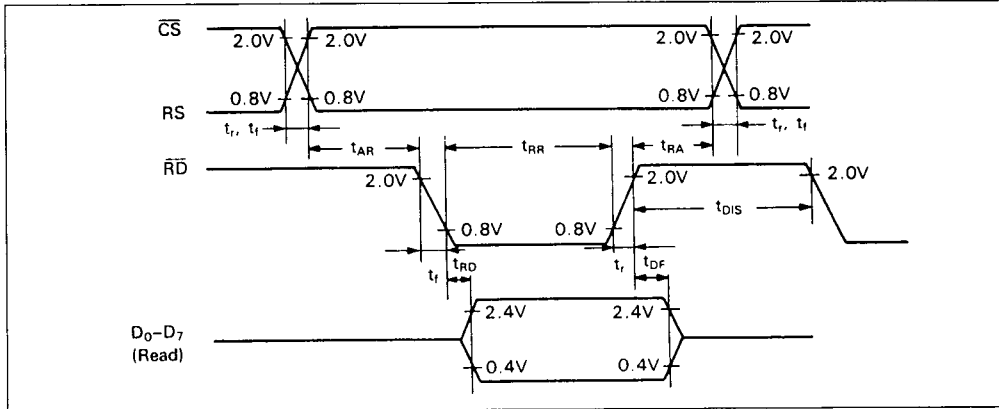 C̅S̅
2.0V 2.0V 2.0V 2.0V
0.8V 0.8V 0.8V 0.8V
RS
tr, tf tr, tf
tAR tRR tRA
R̅D̅
2.0V 2.0V 2.0V
tDIS
0.8V 0.8V
tf tRD tr tDF
2.4V 2.4V
D0–D7
(Read)
0.4V 0.4V